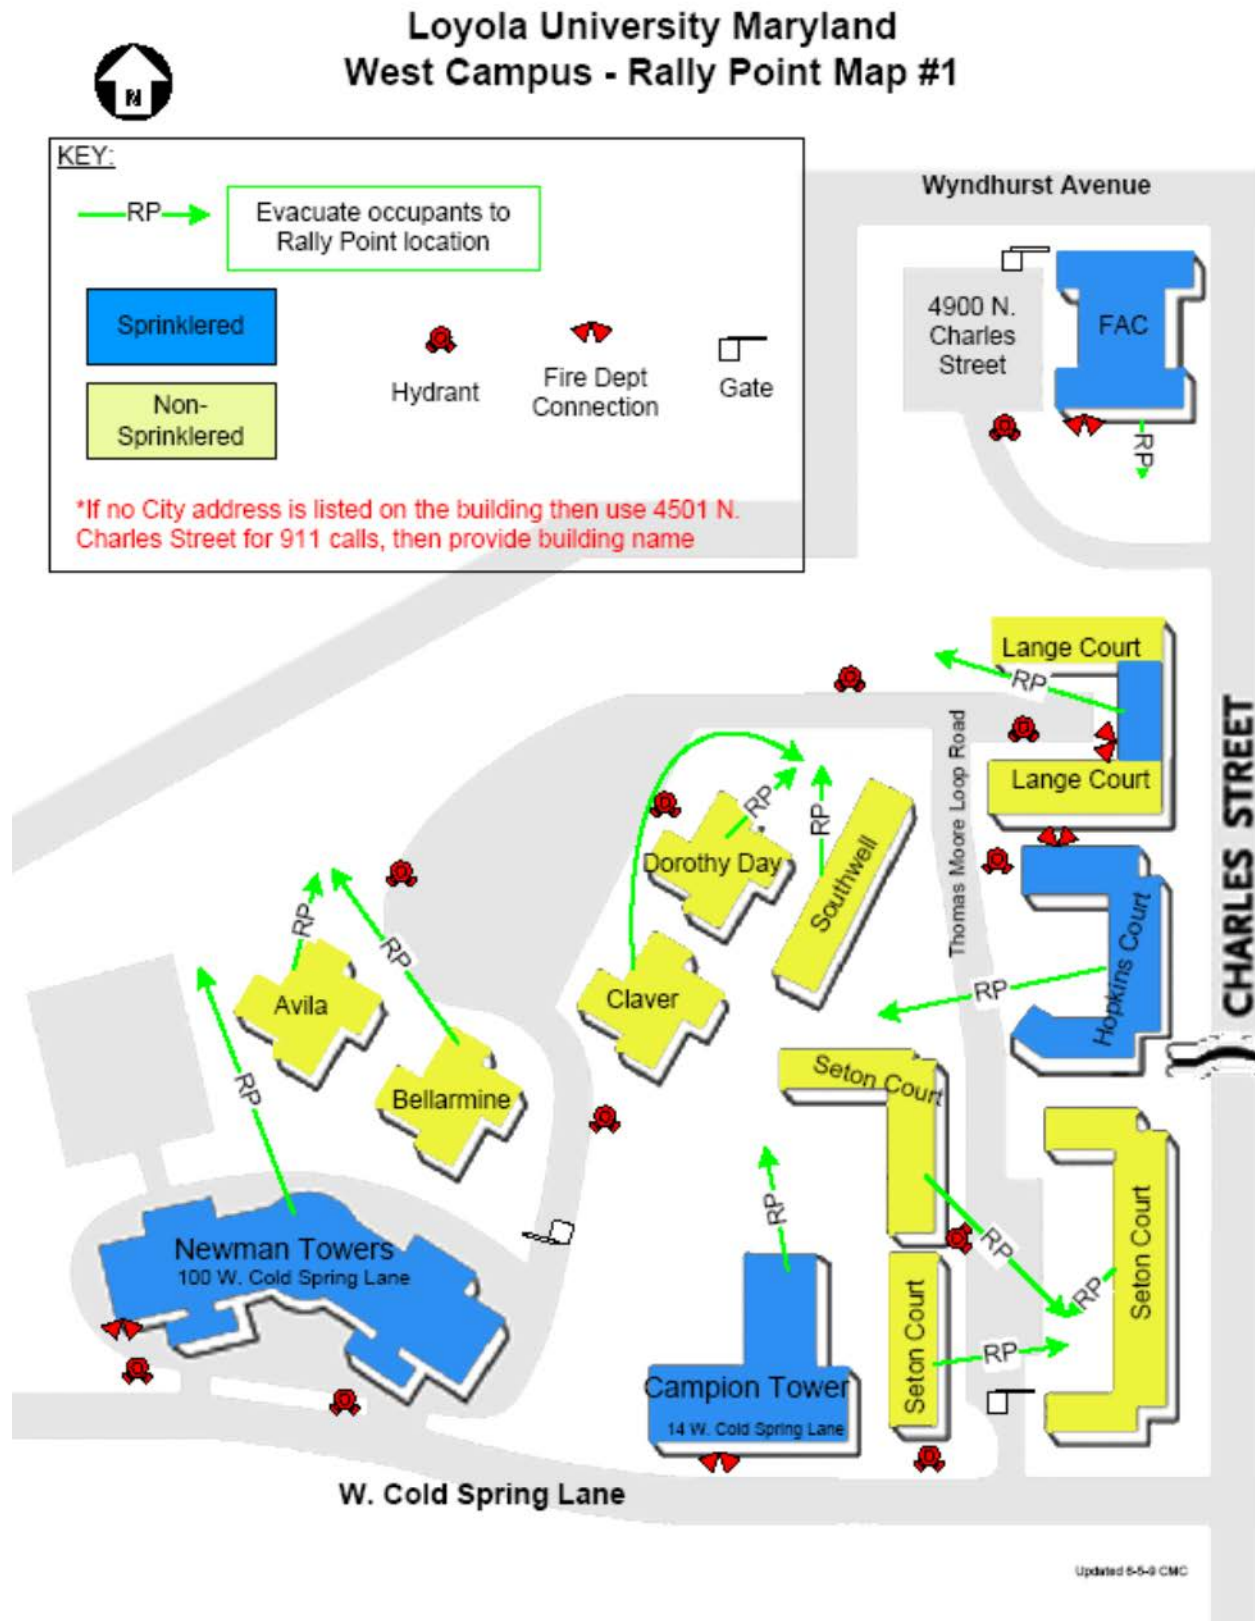 Loyola University Maryland
West Campus - Rally Point Map #1
N
KEY:
RP
Evacuate occupants to
Rally Point location
Sprinklered
Non-
Sprinklered
Hydrant
Fire Dept
Connection
Gate
*If no City address is listed on the building then use 4501 N.
Charles Street for 911 calls, then provide building name
Wyndhurst Avenue
4900 N.
Charles
Street
FAC
RP
Lange Court
RP
Lange Court
Thomas Moore Loop Road
CHARLES STREET
RP
Dorothy Day
RP
Southwell
Hopkins Court
RP
RP
RP
Avila
Claver
Bellarmine
RP
Seton Court
RP
RP
Seton Court
RP
Newman Towers
100 W. Cold Spring Lane
Seton Court
RP
Campion Tower
14 W. Cold Spring Lane
W. Cold Spring Lane
Updated 6-5-9 CMC